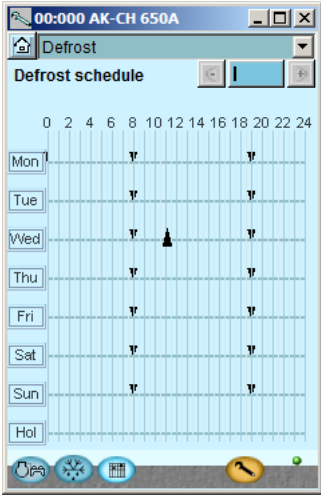 00:000 AK-CH 650A
Defrost
Defrost schedule
I
0 2 4 6 8 10 12 14 16 18 20 22 24
Mon
Tue
Wed
Thu
Fri
Sat
Sun
Hol